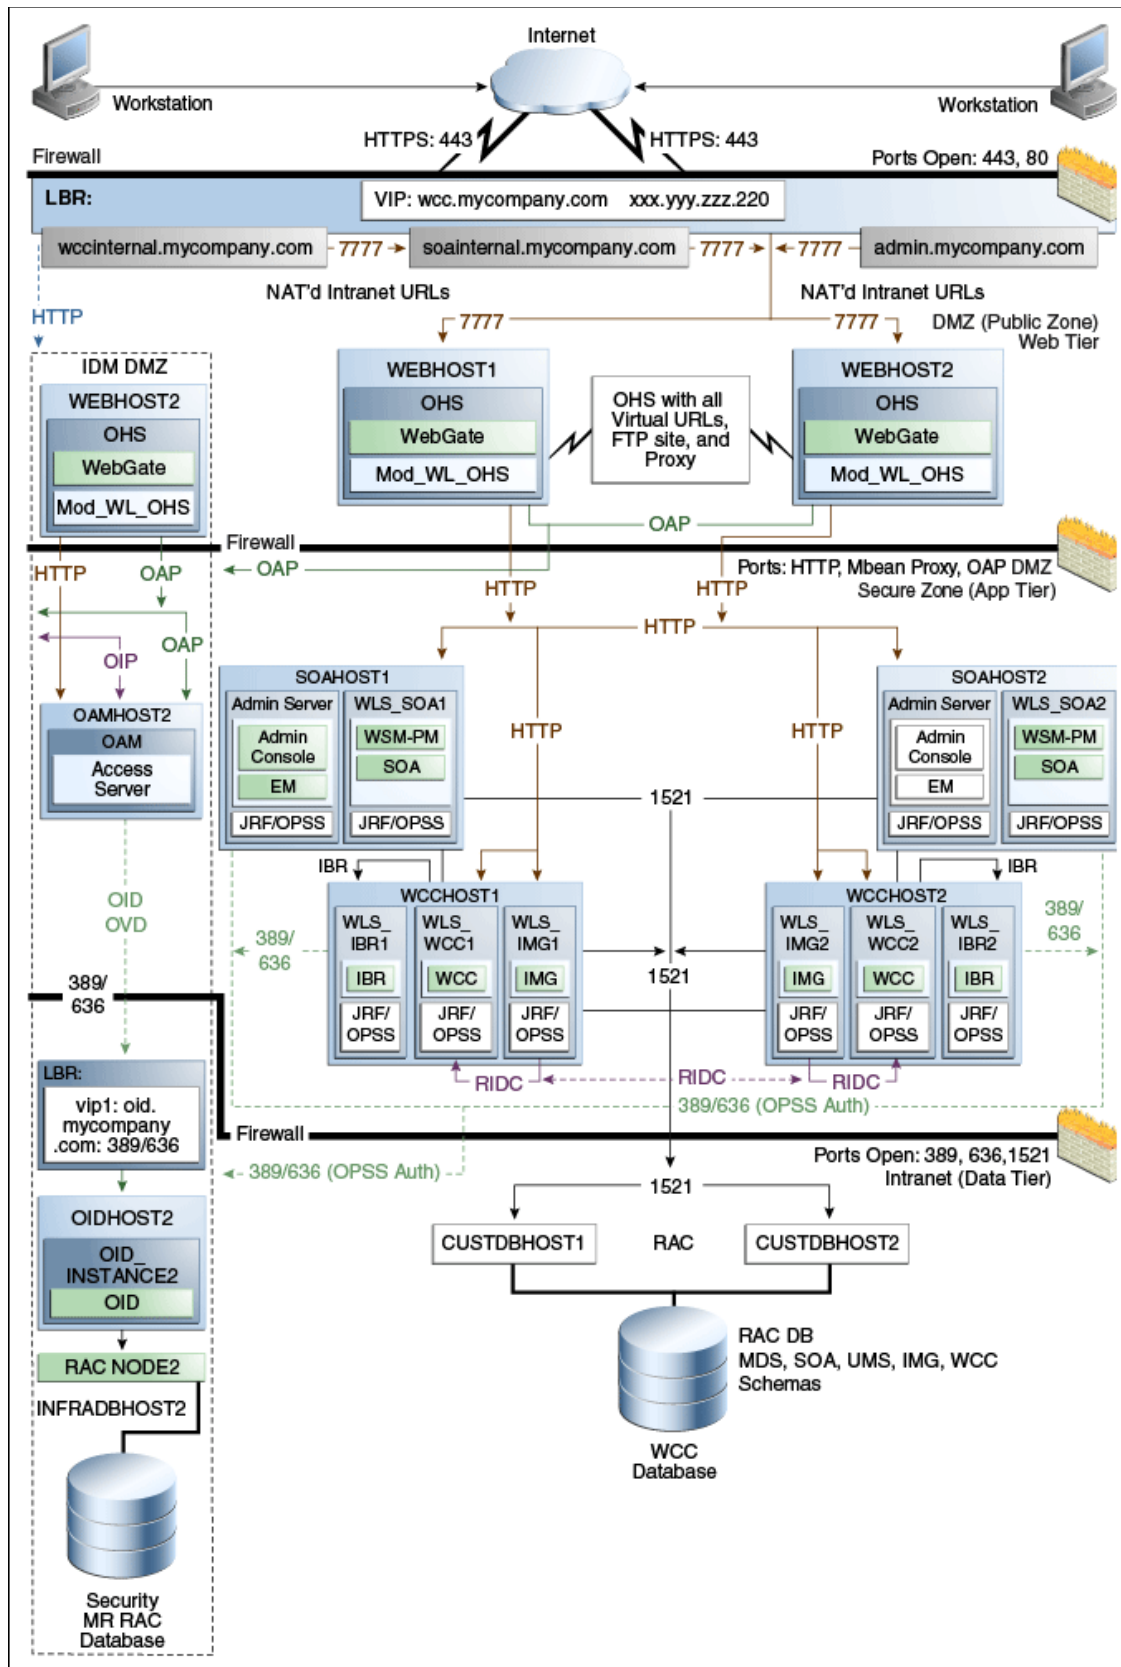 Internet
Workstation
Workstation
HTTPS: 443
HTTPS: 443
Firewall
Ports Open: 443, 80
LBR:
VIP: wcc.mycompany.com xxx.yyy.zzz.220
wccinternal.mycompany.com
7777
soainternal.mycompany.com
7777
7777
admin.mycompany.com
NAT'd Intranet URLs
NAT'd Intranet URLs
HTTP
7777
7777
DMZ (Public Zone)
Web Tier
IDM DMZ
WEBHOST2
OHS
WebGate
Mod_WL_OHS
WEBHOST1
OHS
WebGate
Mod_WL_OHS
OHS with all
Virtual URLs,
FTP site, and
Proxy
WEBHOST2
OHS
WebGate
Mod_WL_OHS
OAP
Firewall
HTTP
OAP
OAP
Ports: HTTP, Mbean Proxy, OAP DMZ
Secure Zone (App Tier)
HTTP
HTTP
HTTP
OAP
OIP
OAMHOST2
OAM
Access
Server
SOAHOST1
Admin Server
Admin
Console
EM
JRF/OPSS
WLS_SOA1
WSM-PM
SOA
JRF/OPSS
HTTP
HTTP
1521
SOAHOST2
Admin Server
Admin
Console
EM
JRF/OPSS
WLS_SOA2
WSM-PM
SOA
JRF/OPSS
IBR
IBR
OID
OVD
WCCHOST1
WLS_
IBR1
IBR
JRF/
OPSS
WLS_
WCC1
WCC
JRF/
OPSS
WLS_
IMG1
IMG
JRF/
OPSS
389/
636
1521
WCCHOST2
WLS_
IMG2
IMG
JRF/
OPSS
WLS_
WCC2
WCC
JRF/
OPSS
WLS_
IBR2
IBR
JRF/
OPSS
389/
636
389/
636
RIDC
RIDC
RIDC
389/636 (OPSS Auth)
LBR:
vip1: oid.
mycompany
.com: 389/636
Firewall
Ports Open: 389, 636,1521
Intranet (Data Tier)
389/636 (OPSS Auth)
1521
OIDHOST2
OID_
INSTANCE2
OID
CUSTDBHOST1
RAC
CUSTDBHOST2
RAC NODE2
INFRADBHOST2
RAC DB
MDS, SOA, UMS, IMG, WCC
Schemas
WCC
Database
Security
MR RAC
Database